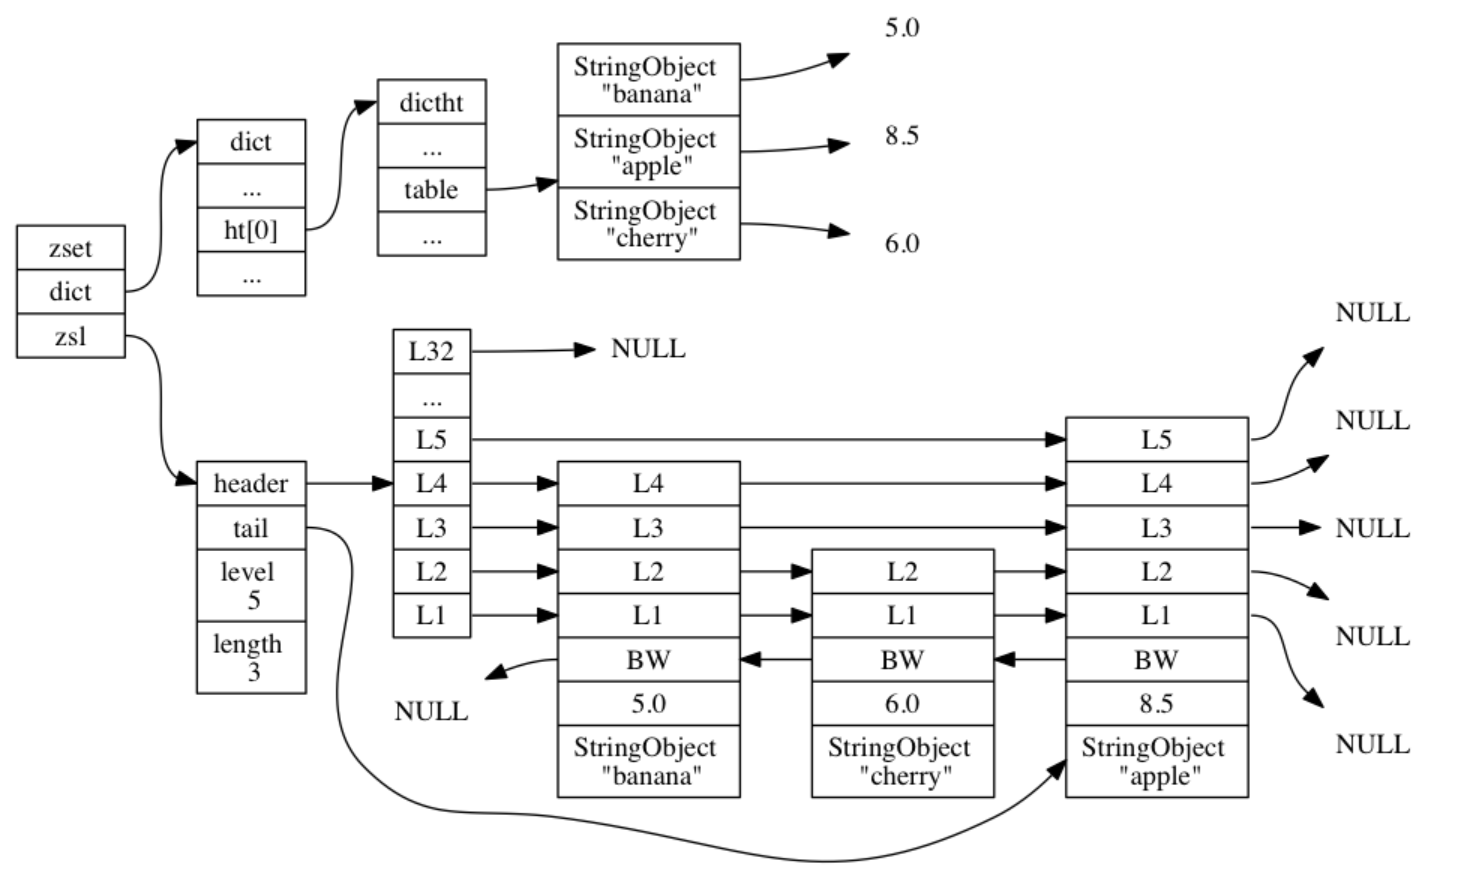 zset
dict
zsl
dict
...
ht[0]
...
dictht
...
table
...
StringObject
"banana"
StringObject
"apple"
StringObject
"cherry"
5.0
8.5
6.0
header
tail
level
5
length
3
L32
...
L5
L4
L3
L2
L1
NULL
NULL
L4
L3
L2
L1
BW
5.0
StringObject
"banana"
L2
L1
BW
6.0
StringObject
"cherry"
L5
L4
L3
L2
L1
BW
8.5
StringObject
"apple"
NULL
NULL
NULL
NULL
NULL